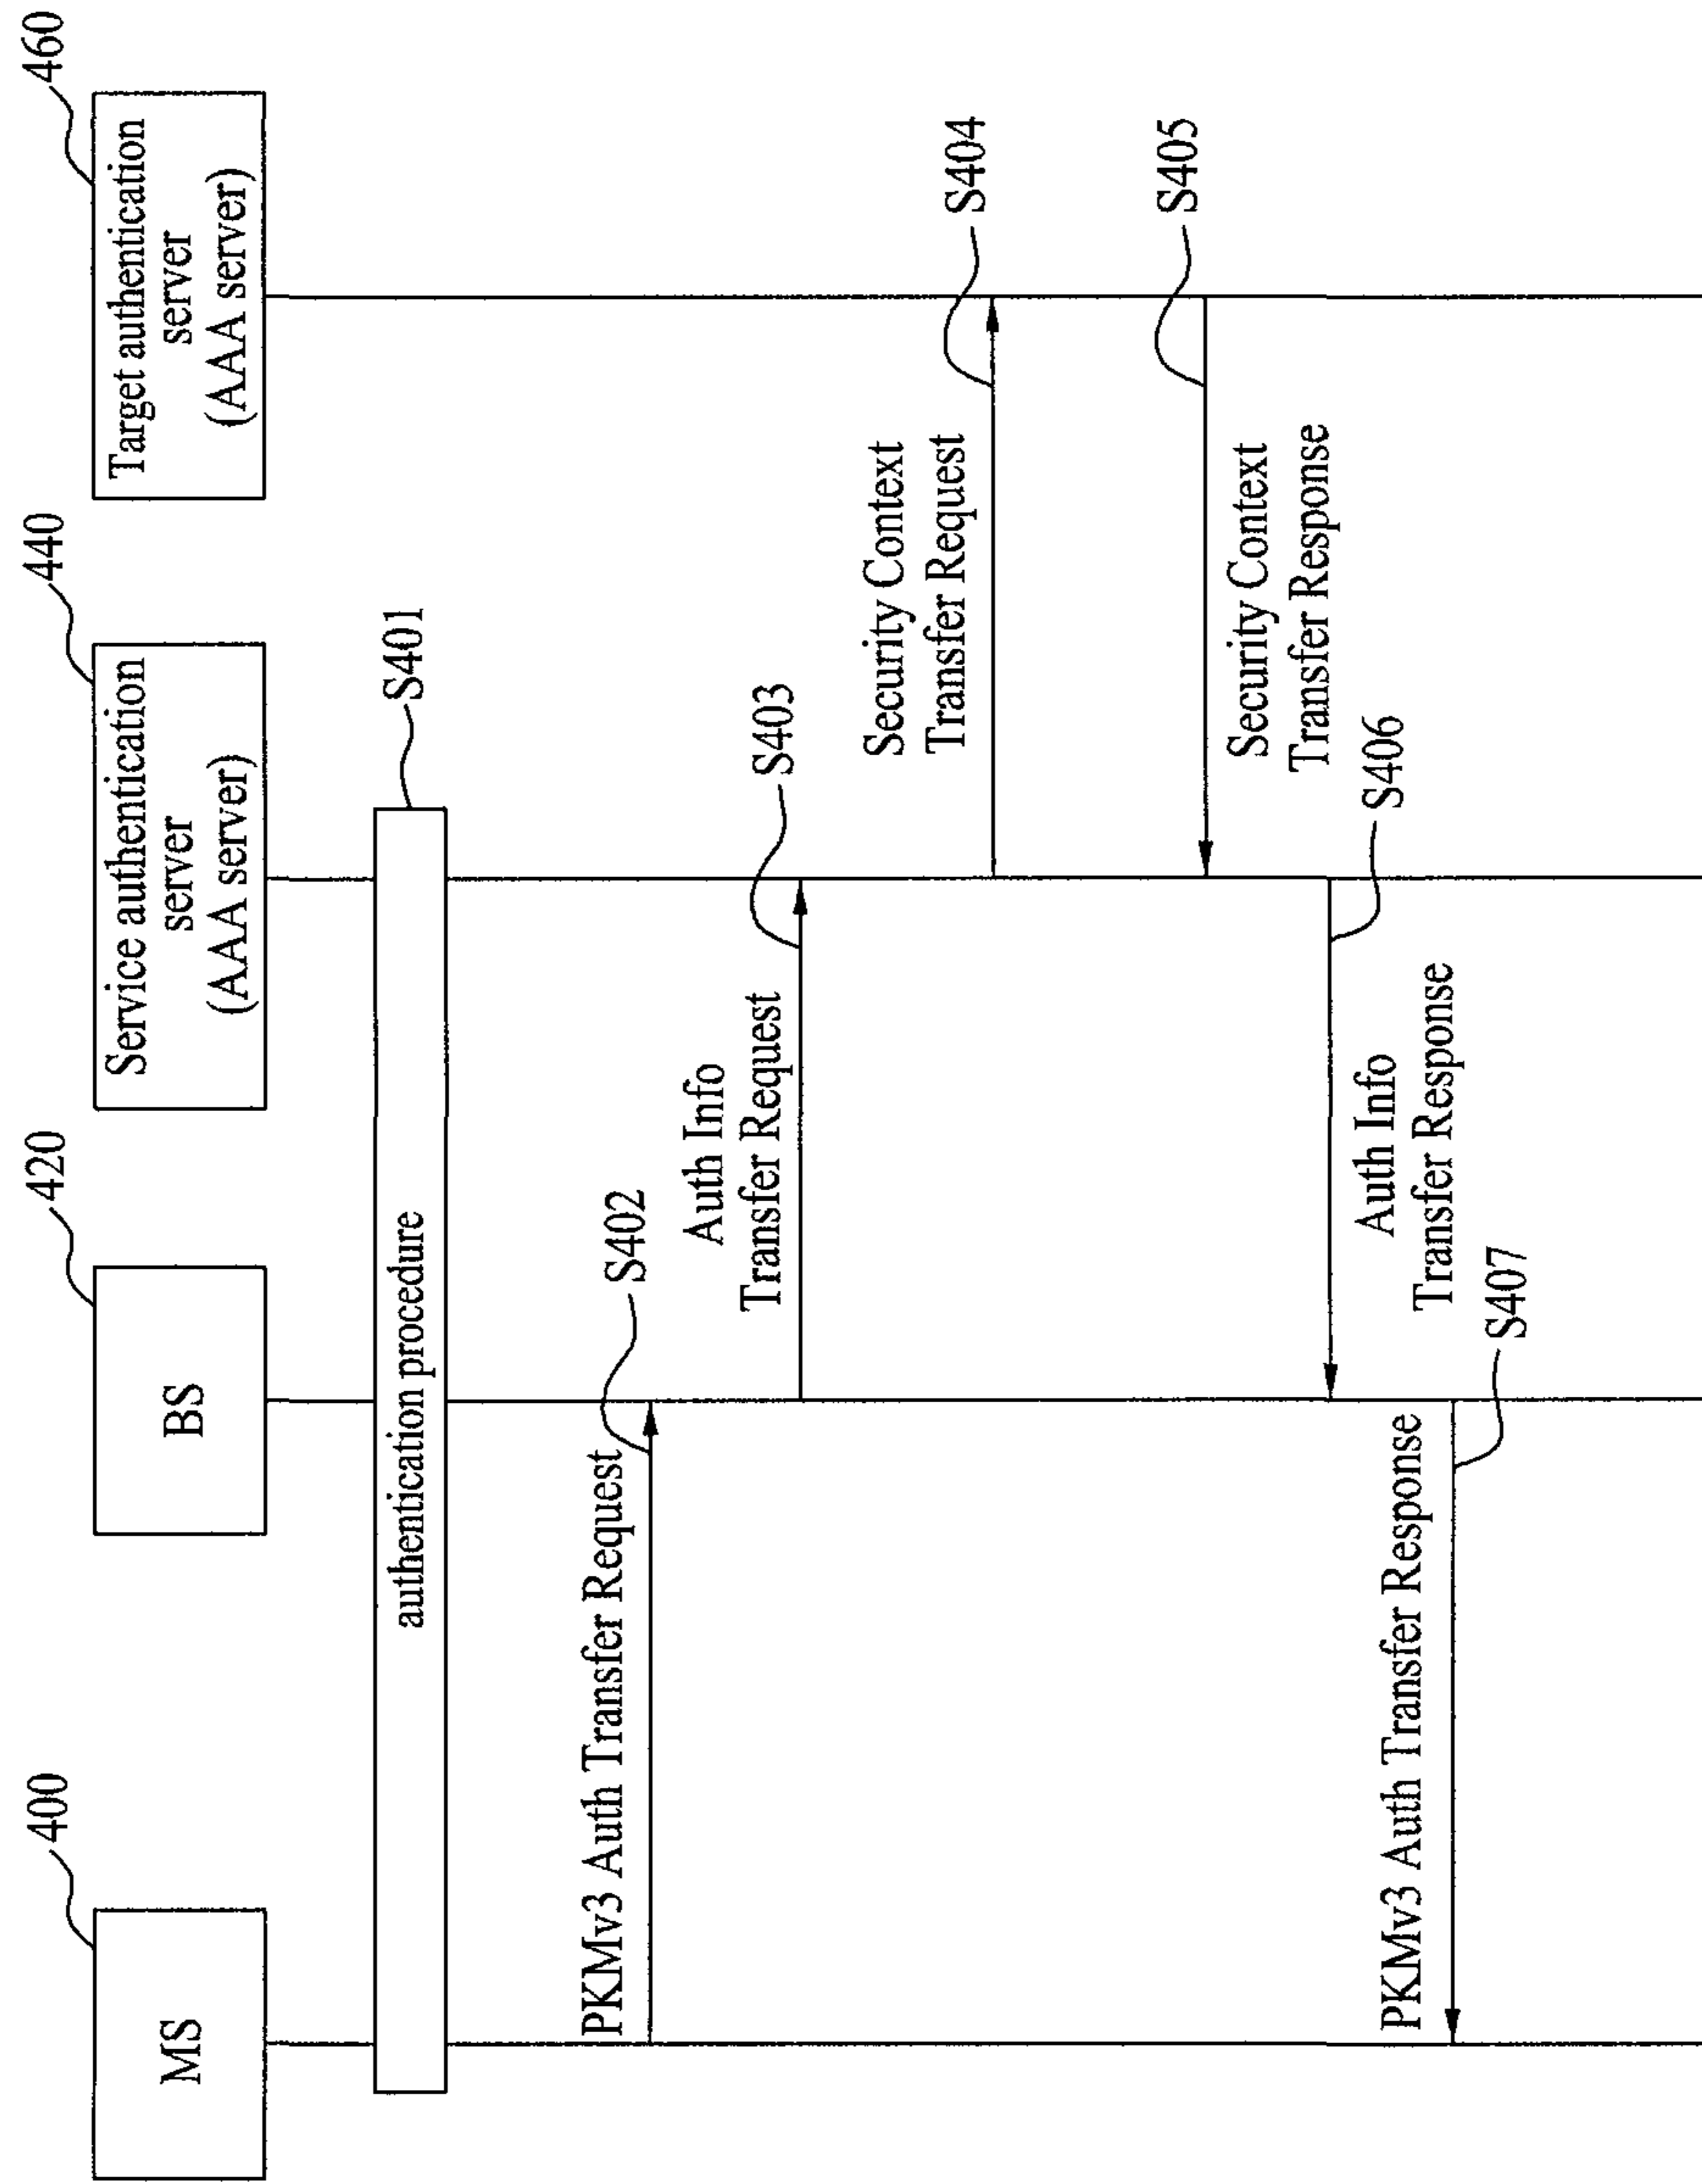 400
MS
420
BS
440
Service authentication
server
(AAA server)
460
Target authentication
server
(AAA server)
authentication procedure
S401
PKMv3 Auth Transfer Request
S402
Auth Info
Transfer Request
S403
Security Context
Transfer Request
S404
S405
Security Context
Transfer Response
S406
Auth Info
Transfer Response
PKMv3 Auth Transfer Response
S407